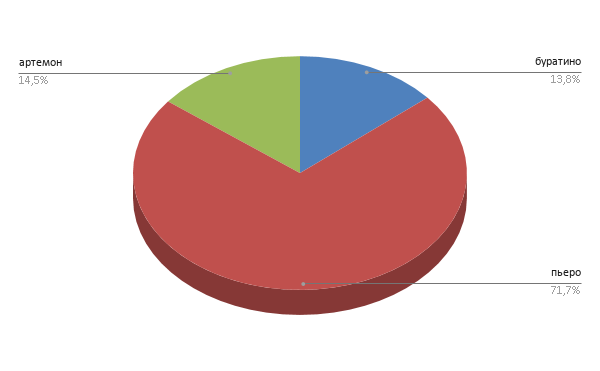 артемон
14,5%
буратино
13,8%
пьеро
71,7%